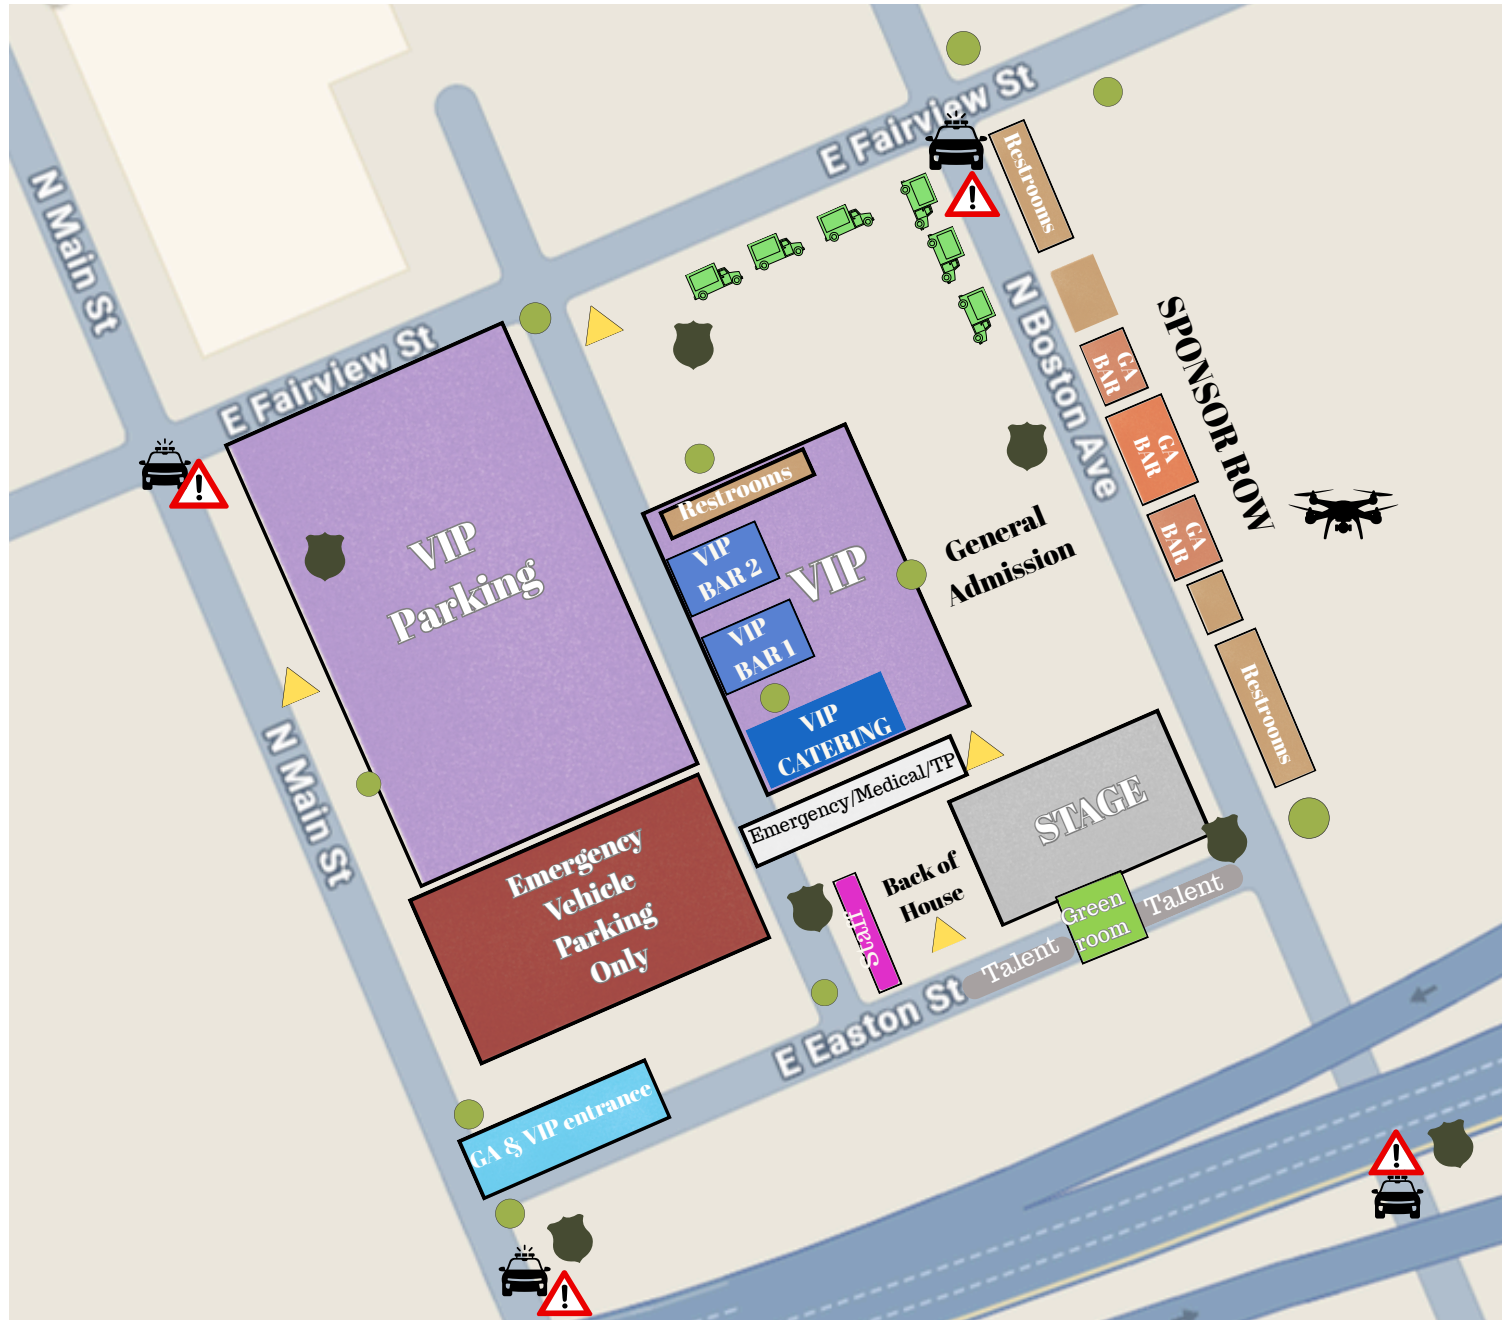 E Fairview St
N Main St
Restrooms
E Fairview St
N Boston Ave
SPONSOR ROW
GA
BAR
GA
BAR
GA
BAR
Restrooms
VIP
Parking
Restrooms
VIP
BAR 2
VIP
VIP
BAR 1
VIP
CATERING
General
Admission
Emergency/Medical/TP
STAGE
N Main St
Emergency
Vehicle
Parking
Only
Staff
Back of
House
Green
room
Talent
Talent
E Easton St
GA & VIP entrance